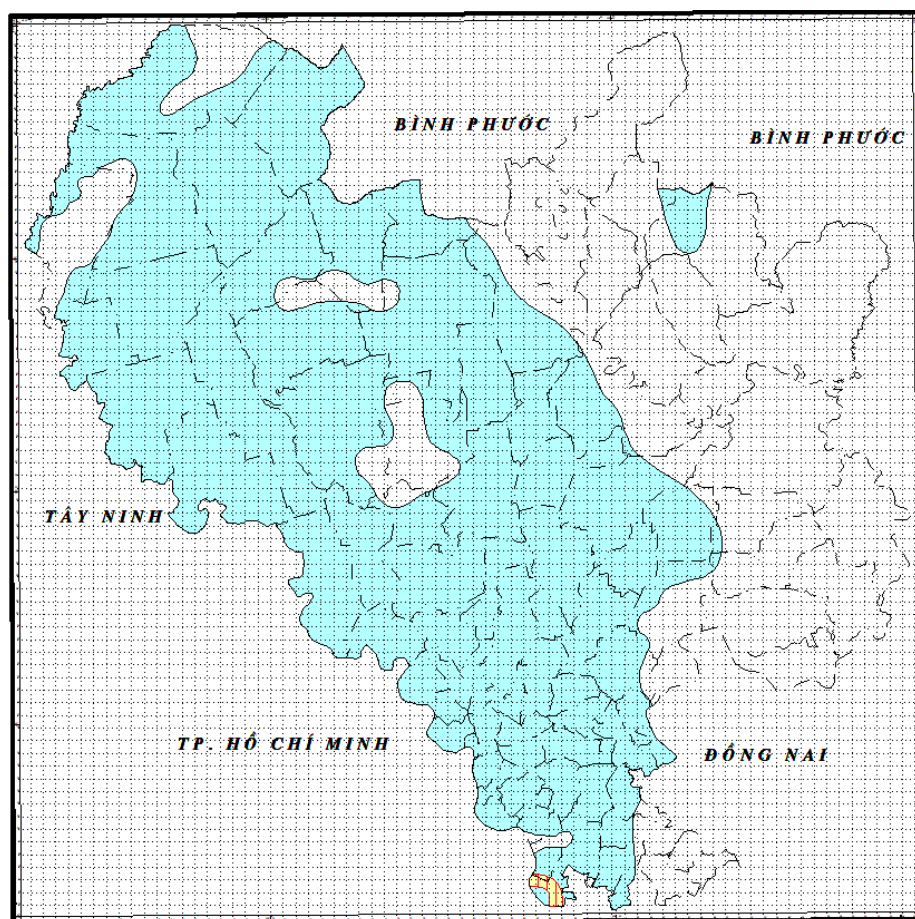 BÌNH PHƯỚC
BÌNH PHƯỚC
TÂY NINH
TP. HỒ CHÍ MINH
ĐỒNG NAI